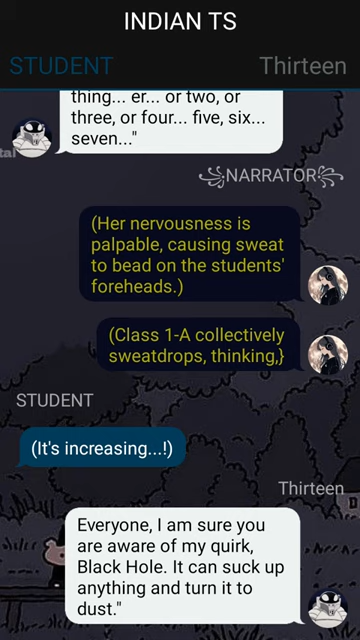 INDIAN TS
STUDENT Thirteen
thing... er... or two, or
three, or four... five, six...
seven..."
tal
꧁NARRATOR꧂
(Her nervousness is
palpable, causing sweat
to bead on the students'
foreheads.)
(Class 1-A collectively
sweatdrops, thinking,}
STUDENT
(It's increasing...!)
Thirteen
Everyone, I am sure you
are aware of my quirk,
Black Hole. It can suck up
anything and turn it to
dust."